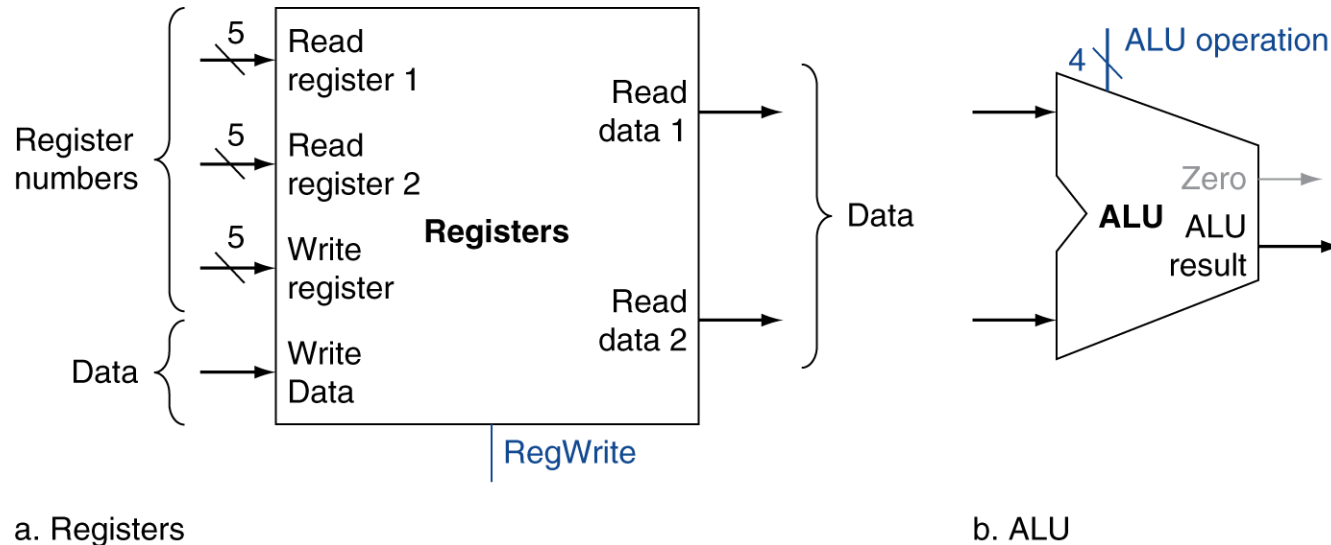 Register
numbers
Data
5
Read
register 1
5
Read
register 2
5
Write
register
Write
Data
Registers
Read
data 1
Read
data 2
Data
RegWrite
a. Registers
4
ALU operation
Zero
ALU
ALU
result
b. ALU